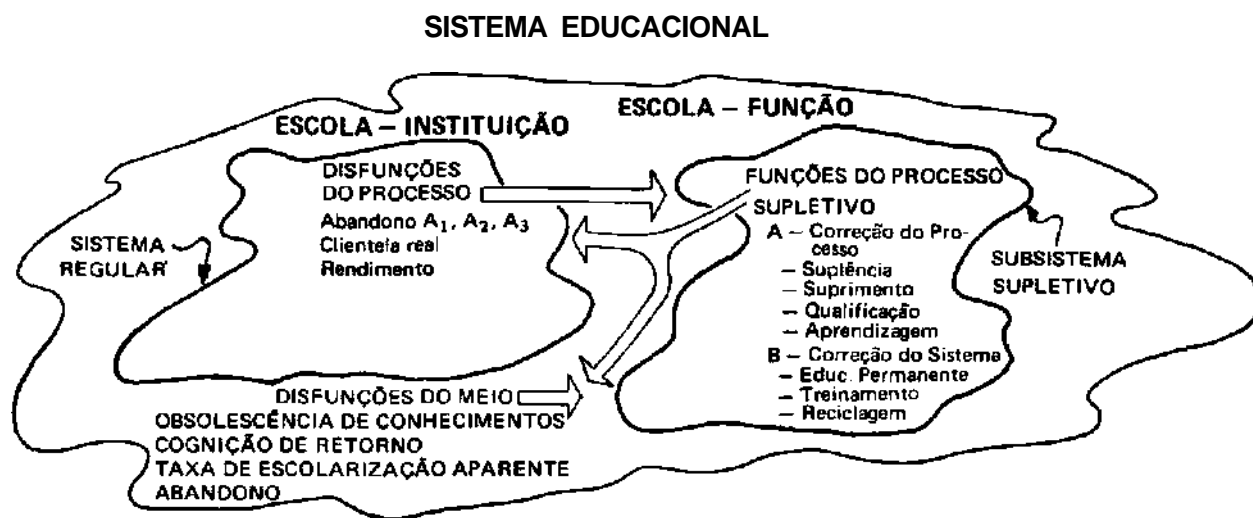 SISTEMA EDUCACIONAL
ESCOLA – FUNÇÃO
ESCOLA – INSTITUIÇÃO
DISFUNÇÕES
DO PROCESSO
Abandono A₁, A₂, A₃
Clientela real
Rendimento
SISTEMA
REGULAR
FUNÇÕES DO PROCESSO
SUPLETIVO
A – Correção do Pro-
cesso
– Suplência
– Suprimento
– Qualificação
– Aprendizagem
B – Correção do Sistema
– Educ. Permanente
– Treinamento
– Reciclagem
SUBSISTEMA
SUPLETIVO
DISFUNÇÕES DO MEIO
OBSOLESCÊNCIA DE CONHECIMENTOS
COGNIÇÃO DE RETORNO
TAXA DE ESCOLARIZAÇÃO APARENTE
ABANDONO